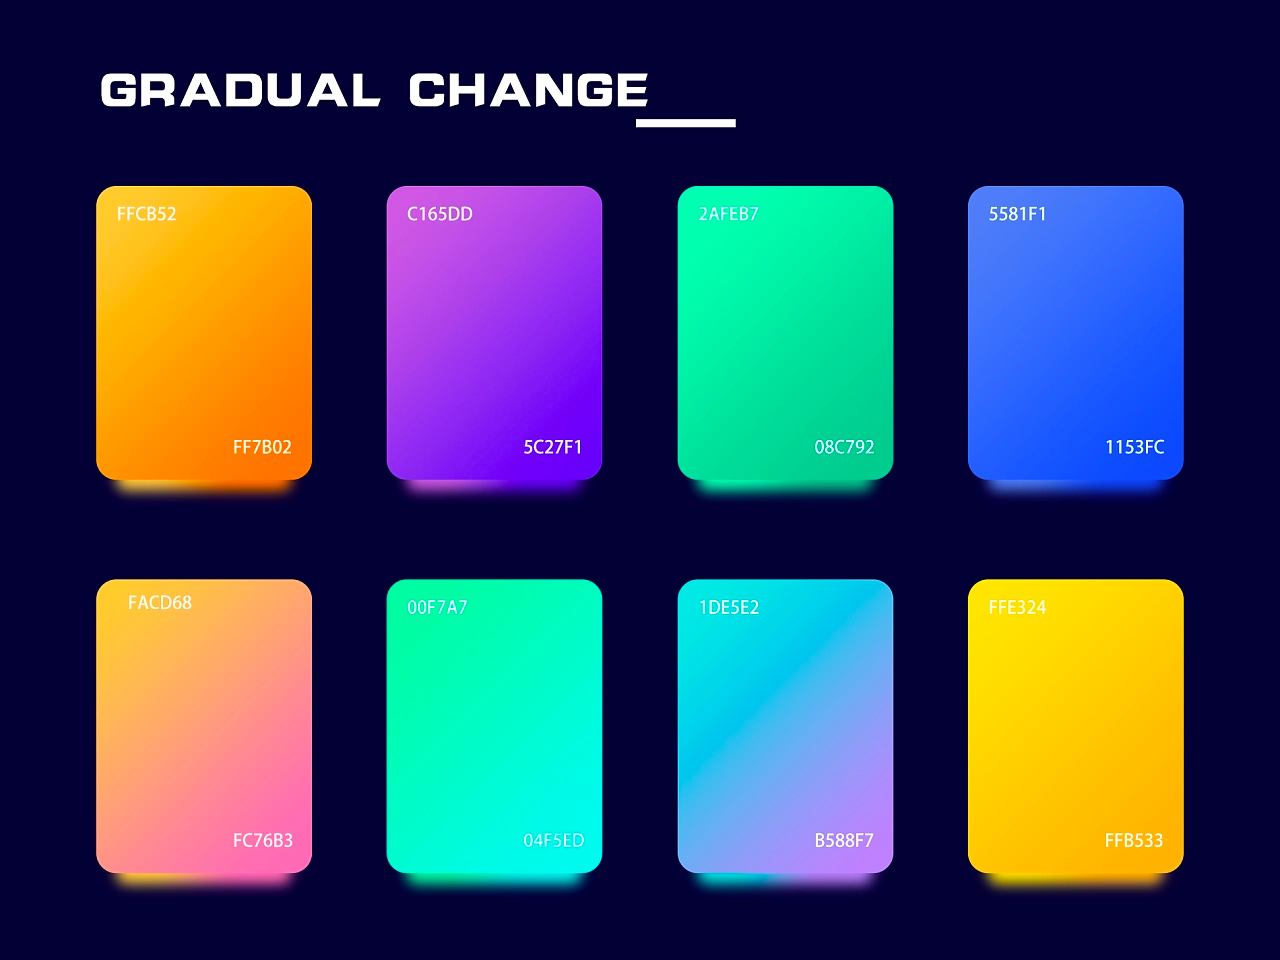 GRADUAL CHANGE
FFCB52
C165DD
2AFEB7
5581F1
FF7B02
5C27F1
08C792
1153FC
FACD68
00F7A7
1DE5E2
FFE324
FC76B3
04F5ED
B588F7
FFB533